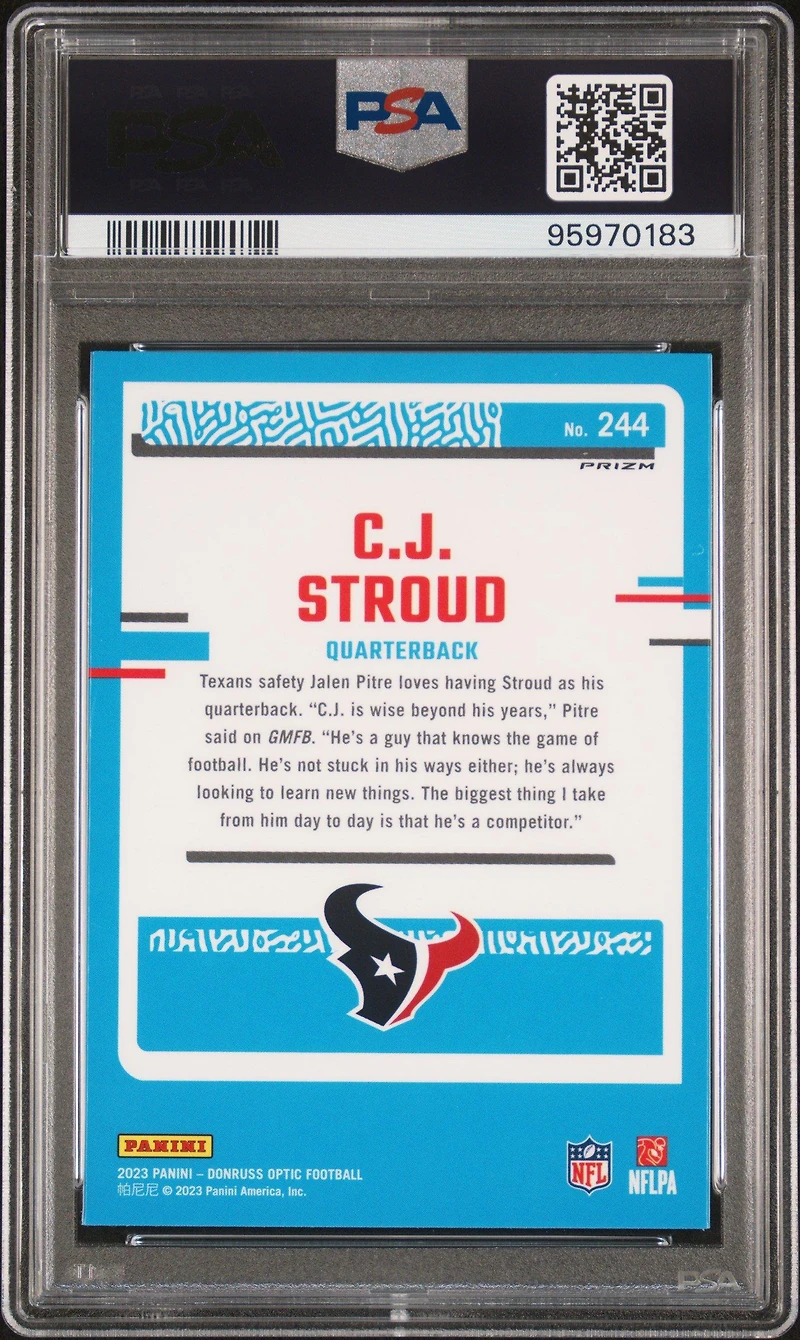 PSA
PSA
95970183
No. 244
PRIZM
C.J.
STROUD
QUARTERBACK
Texans safety Jalen Pitre loves having Stroud as his
quarterback. “C.J. is wise beyond his years,” Pitre
said on GMFB. “He’s a guy that knows the game of
football. He’s not stuck in his ways either; he’s always
looking to learn new things. The biggest thing I take
from him day to day is that he’s a competitor.”
PANINI
2023 PANINI – DONRUSS OPTIC FOOTBALL
帕尼尼 © 2023 Panini America, Inc.
NFL
NFLPA
PSA